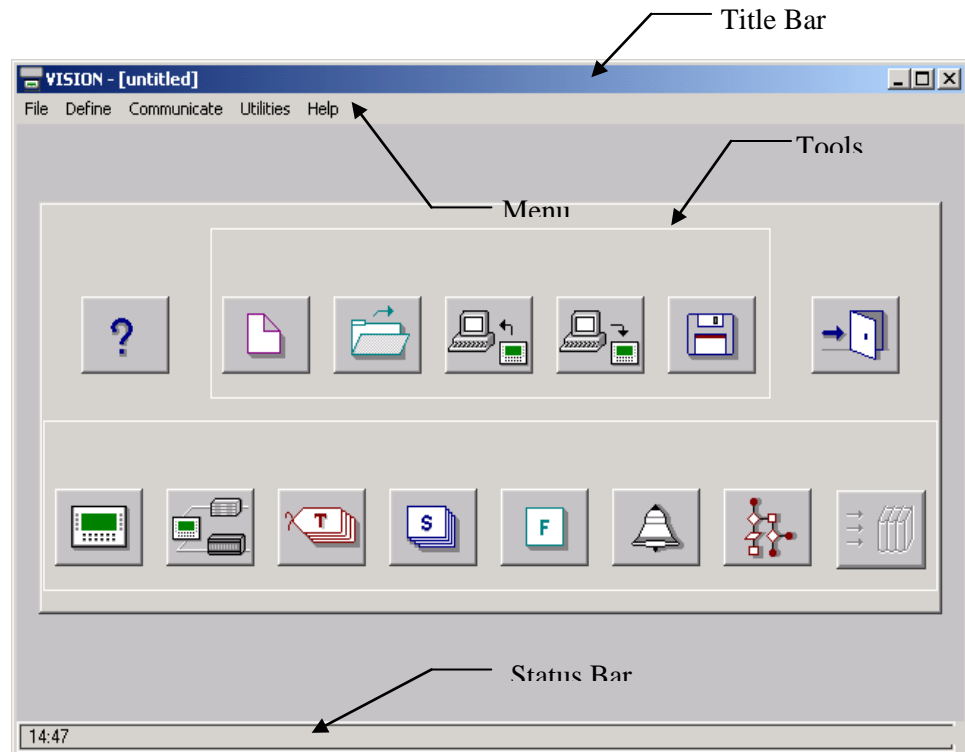 Title Bar
VISION - [untitled]
File Define Communicate Utilities Help
Tools
Menu
?
T
S
F
Status Bar
14:47